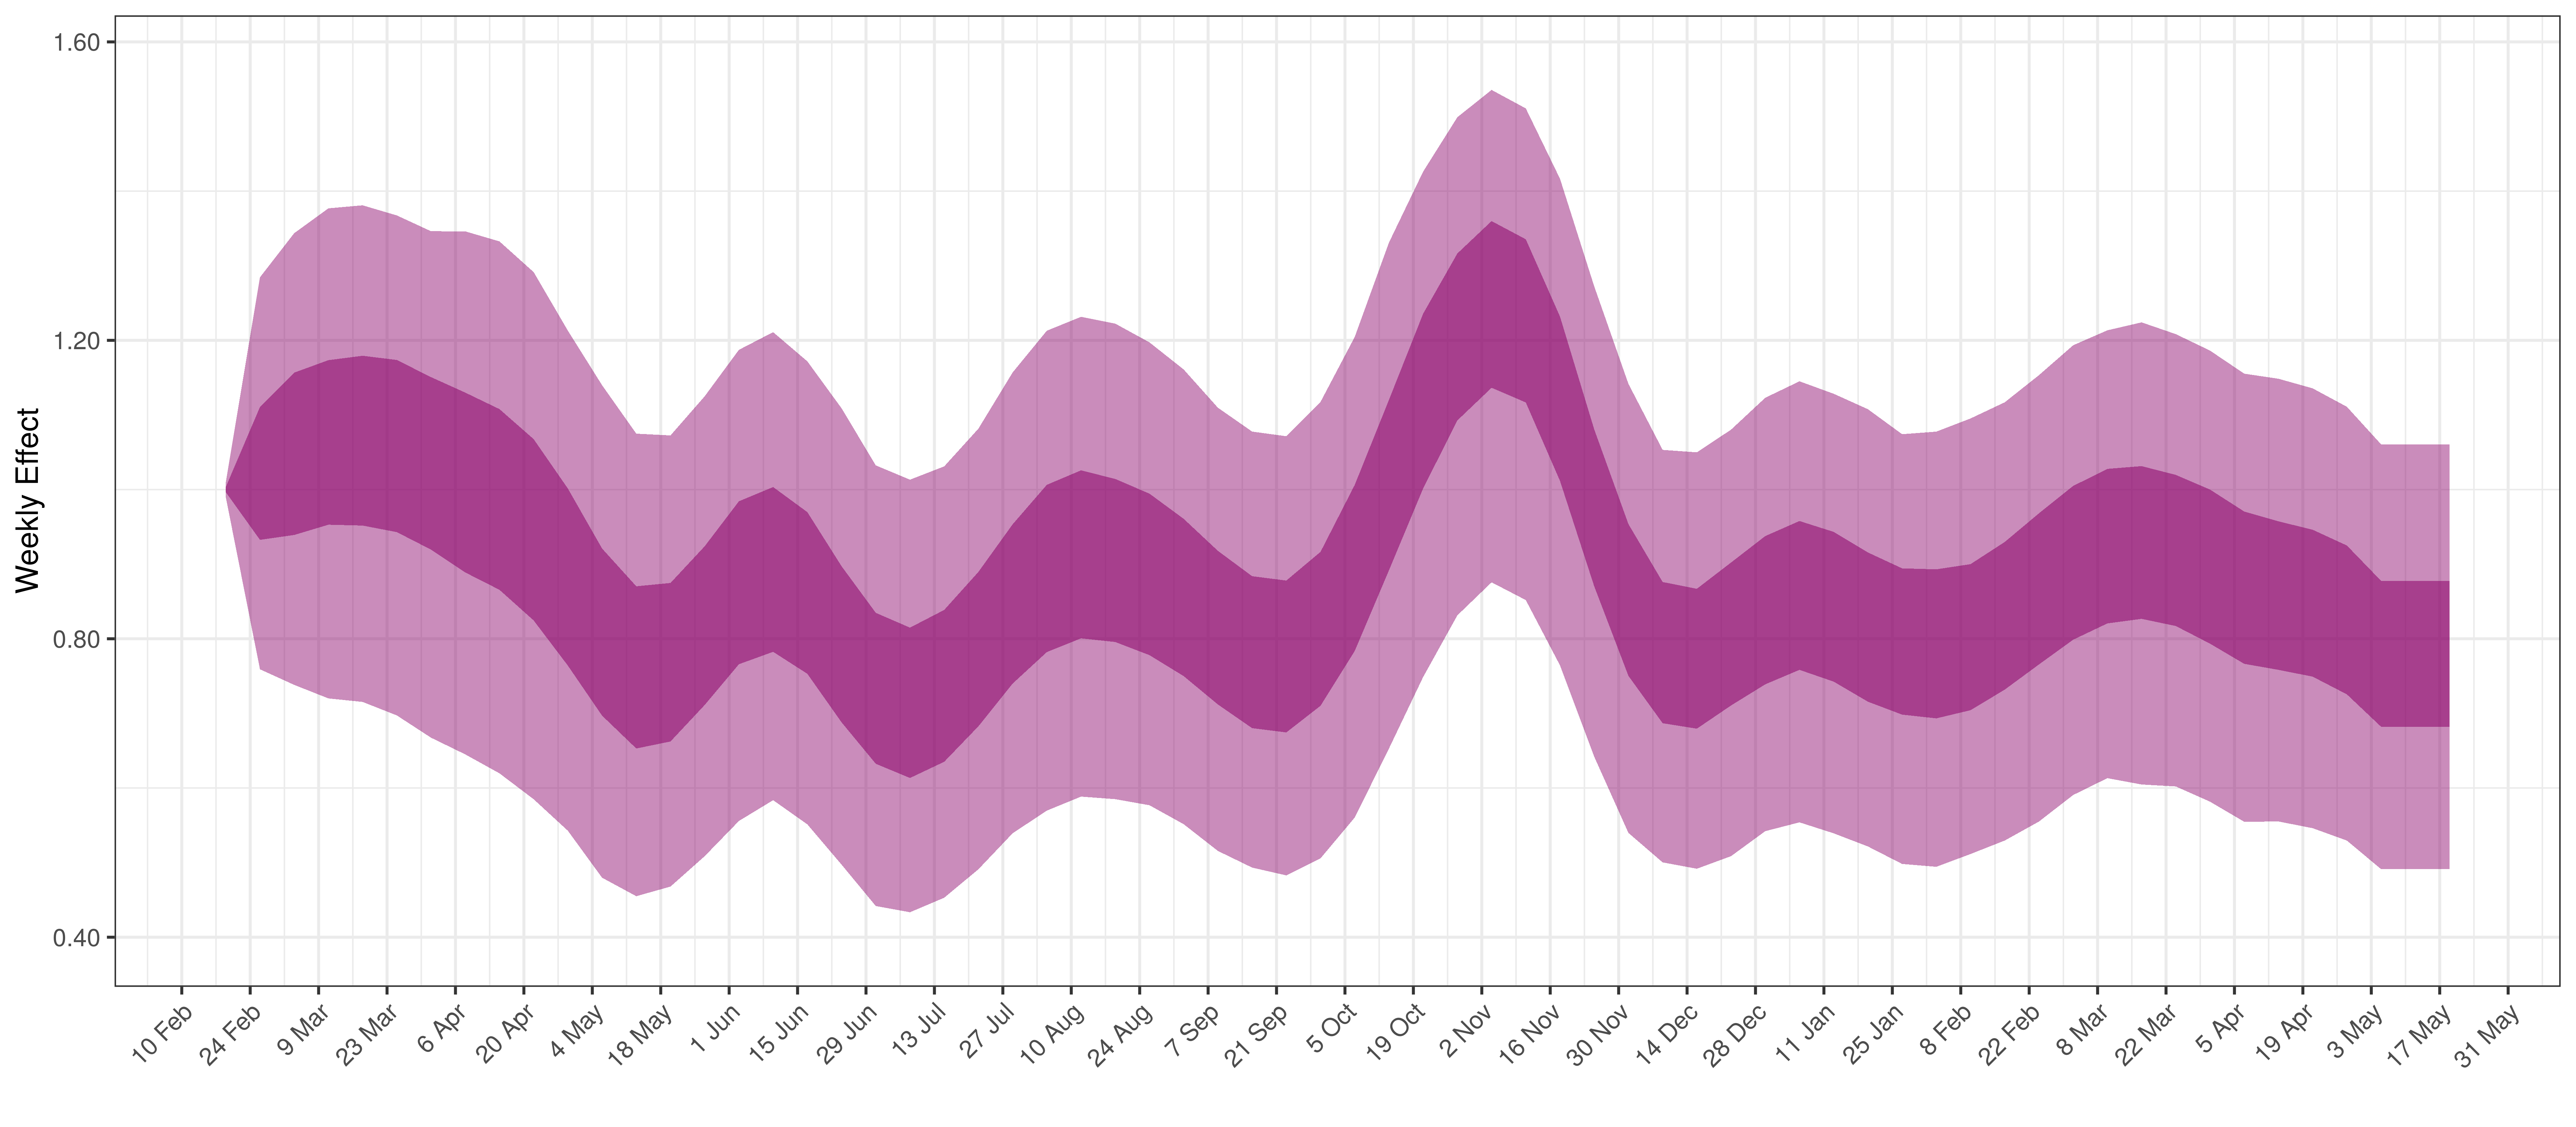 Weekly Effect
1.60
1.20
0.80
0.40
10 Feb
24 Feb
9 Mar
23 Mar
6 Apr
20 Apr
4 May
18 May
1 Jun
15 Jun
29 Jun
13 Jul
27 Jul
10 Aug
24 Aug
7 Sep
21 Sep
5 Oct
19 Oct
2 Nov
16 Nov
30 Nov
14 Dec
28 Dec
11 Jan
25 Jan
8 Feb
22 Feb
8 Mar
22 Mar
5 Apr
19 Apr
3 May
17 May
31 May